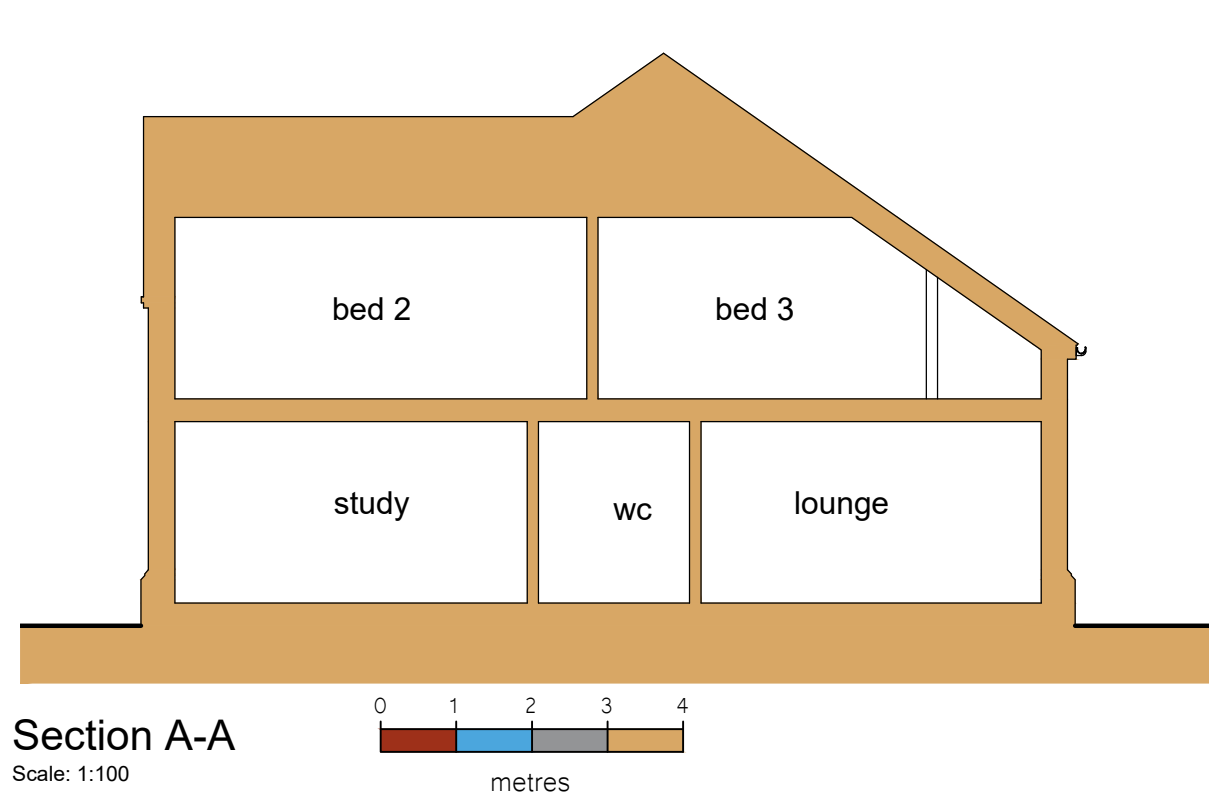 bed 2 bed 3
study wc lounge
0 1 2 3 4
Section A-A
Scale: 1:100
metres